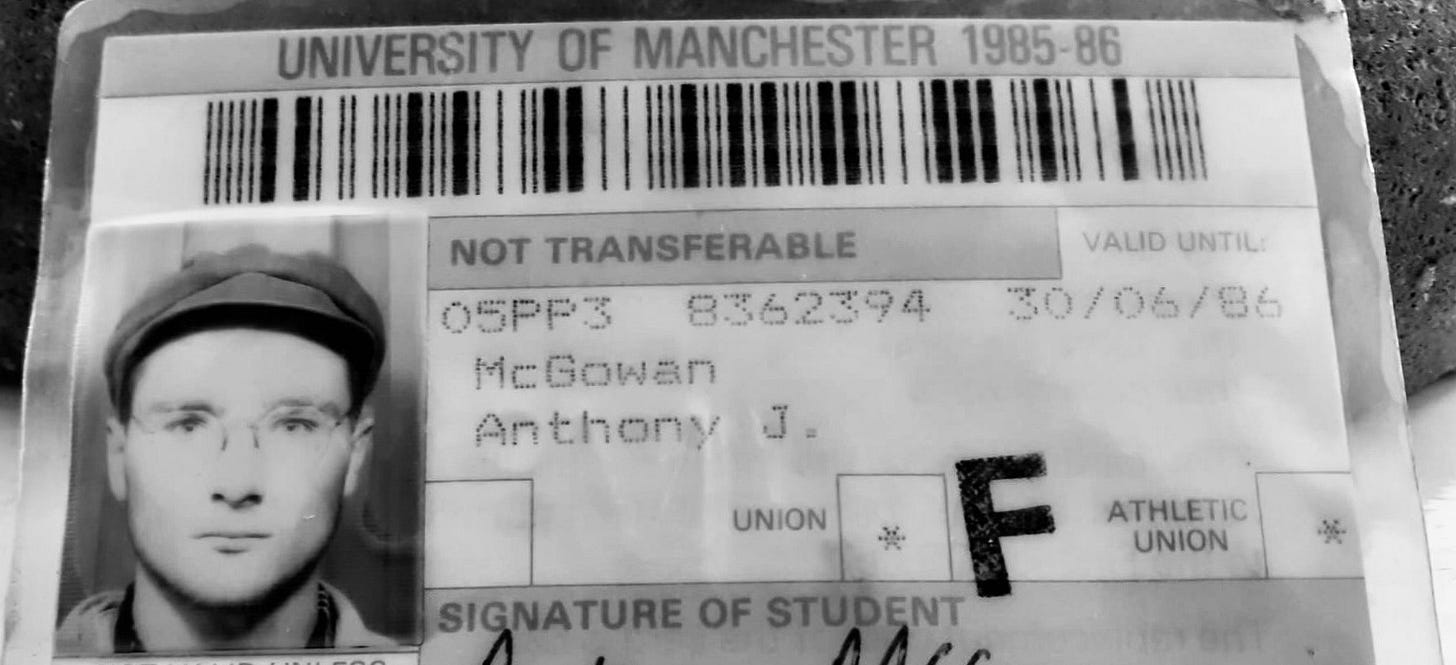 UNIVERSITY OF MANCHESTER 1985-86
NOT TRANSFERABLE VALID UNTIL:
05PP3 8362394 30/06/86
McGowan
Anthony J.
UNION * F ATHLETIC UNION *
SIGNATURE OF STUDENT